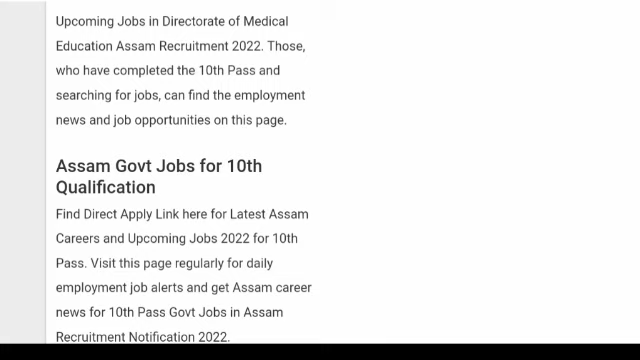 Upcoming Jobs in Directorate of Medical
Education Assam Recruitment 2022. Those,
who have completed the 10th Pass and
searching for jobs, can find the employment
news and job opportunities on this page.
Assam Govt Jobs for 10th
Qualification
Find Direct Apply Link here for Latest Assam
Careers and Upcoming Jobs 2022 for 10th
Pass. Visit this page regularly for daily
employment job alerts and get Assam career
news for 10th Pass Govt Jobs in Assam
Recruitment Notification 2022.